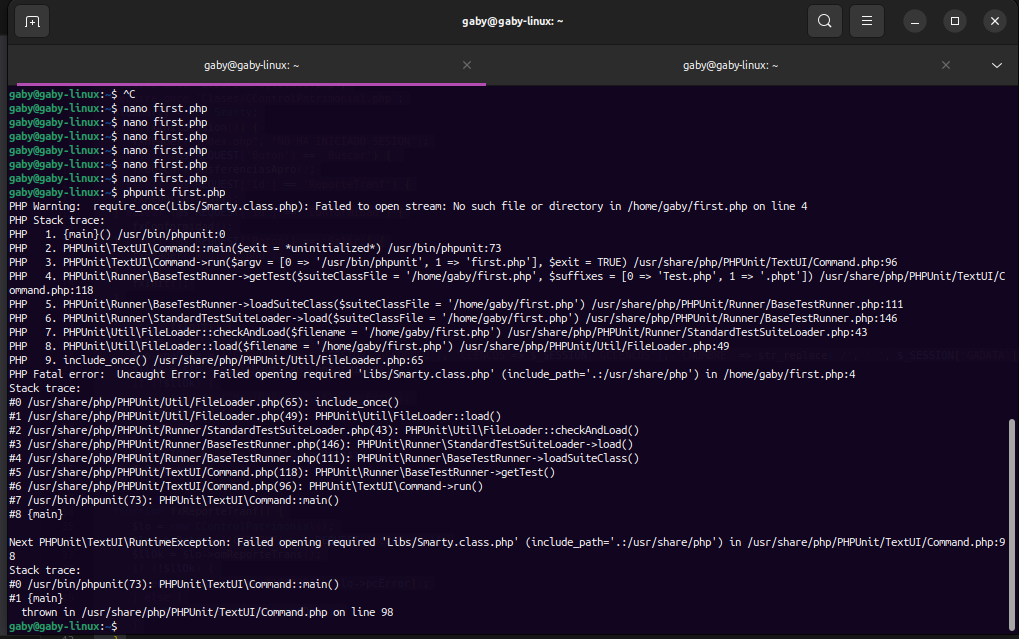 gaby@gaby-linux: ~
gaby@gaby-linux: ~
gaby@gaby-linux: ~
gaby@gaby-linux:~$ ^C
gaby@gaby-linux:~$ nano first.php
gaby@gaby-linux:~$ nano first.php
gaby@gaby-linux:~$ nano first.php
gaby@gaby-linux:~$ nano first.php
gaby@gaby-linux:~$ nano first.php
gaby@gaby-linux:~$ nano first.php
gaby@gaby-linux:~$ phpunit first.php
PHP Warning:  require_once(Libs/Smarty.class.php): Failed to open stream: No such file or directory in /home/gaby/first.php on line 4
PHP Stack trace:
PHP   1. {main}() /usr/bin/phpunit:0
PHP   2. PHPUnit\TextUI\Command::main($exit = *uninitialized*) /usr/bin/phpunit:73
PHP   3. PHPUnit\TextUI\Command->run($argv = [0 => '/usr/bin/phpunit', 1 => 'first.php'], $exit = TRUE) /usr/share/php/PHPUnit/TextUI/Command.php:96
PHP   4. PHPUnit\Runner\BaseTestRunner->getTest($suiteClassFile = '/home/gaby/first.php', $suffixes = [0 => 'Test.php', 1 => '.phpt']) /usr/share/php/PHPUnit/TextUI/C
ommand.php:118
PHP   5. PHPUnit\Runner\BaseTestRunner->loadSuiteClass($suiteClassFile = '/home/gaby/first.php') /usr/share/php/PHPUnit/Runner/BaseTestRunner.php:111
PHP   6. PHPUnit\Runner\StandardTestSuiteLoader->load($suiteClassFile = '/home/gaby/first.php') /usr/share/php/PHPUnit/Runner/BaseTestRunner.php:146
PHP   7. PHPUnit\Util\FileLoader::checkAndLoad($filename = '/home/gaby/first.php') /usr/share/php/PHPUnit/Runner/StandardTestSuiteLoader.php:43
PHP   8. PHPUnit\Util\FileLoader::load($filename = '/home/gaby/first.php') /usr/share/php/PHPUnit/Util/FileLoader.php:49
PHP   9. include_once() /usr/share/php/PHPUnit/Util/FileLoader.php:65
PHP Fatal error:  Uncaught Error: Failed opening required 'Libs/Smarty.class.php' (include_path='.:/usr/share/php') in /home/gaby/first.php:4
Stack trace:
#0 /usr/share/php/PHPUnit/Util/FileLoader.php(65): include_once()
#1 /usr/share/php/PHPUnit/Util/FileLoader.php(49): PHPUnit\Util\FileLoader::load()
#2 /usr/share/php/PHPUnit/Runner/StandardTestSuiteLoader.php(43): PHPUnit\Util\FileLoader::checkAndLoad()
#3 /usr/share/php/PHPUnit/Runner/BaseTestRunner.php(146): PHPUnit\Runner\StandardTestSuiteLoader->load()
#4 /usr/share/php/PHPUnit/Runner/BaseTestRunner.php(111): PHPUnit\Runner\BaseTestRunner->loadSuiteClass()
#5 /usr/share/php/PHPUnit/TextUI/Command.php(118): PHPUnit\Runner\BaseTestRunner->getTest()
#6 /usr/share/php/PHPUnit/TextUI/Command.php(96): PHPUnit\TextUI\Command->run()
#7 /usr/bin/phpunit(73): PHPUnit\TextUI\Command::main()
#8 {main}

Next PHPUnit\TextUI\RuntimeException: Failed opening required 'Libs/Smarty.class.php' (include_path='.:/usr/share/php') in /usr/share/php/PHPUnit/TextUI/Command.php:9
8
Stack trace:
#0 /usr/bin/phpunit(73): PHPUnit\TextUI\Command::main()
#1 {main}
  thrown in /usr/share/php/PHPUnit/TextUI/Command.php on line 98
gaby@gaby-linux:~$